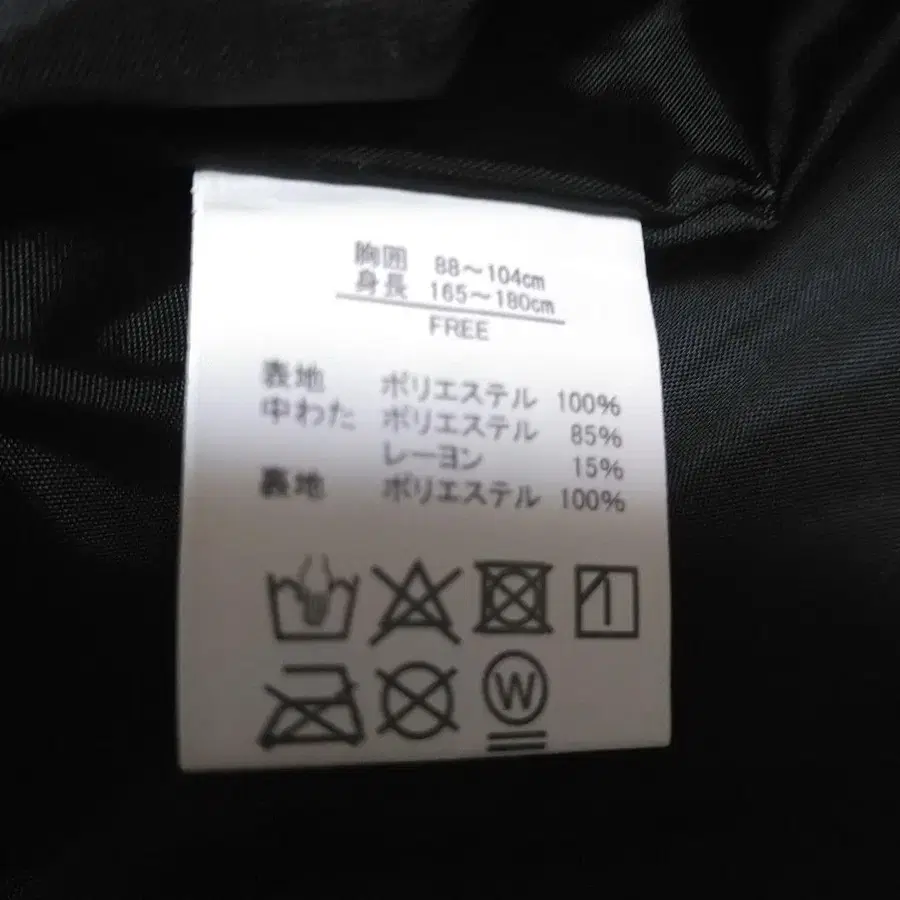 胸囲 88〜104cm
身長 165〜180cm
FREE
表地 ポリエステル 100%
中わた ポリエステル 85%
レーヨン 15%
裏地 ポリエステル 100%
W